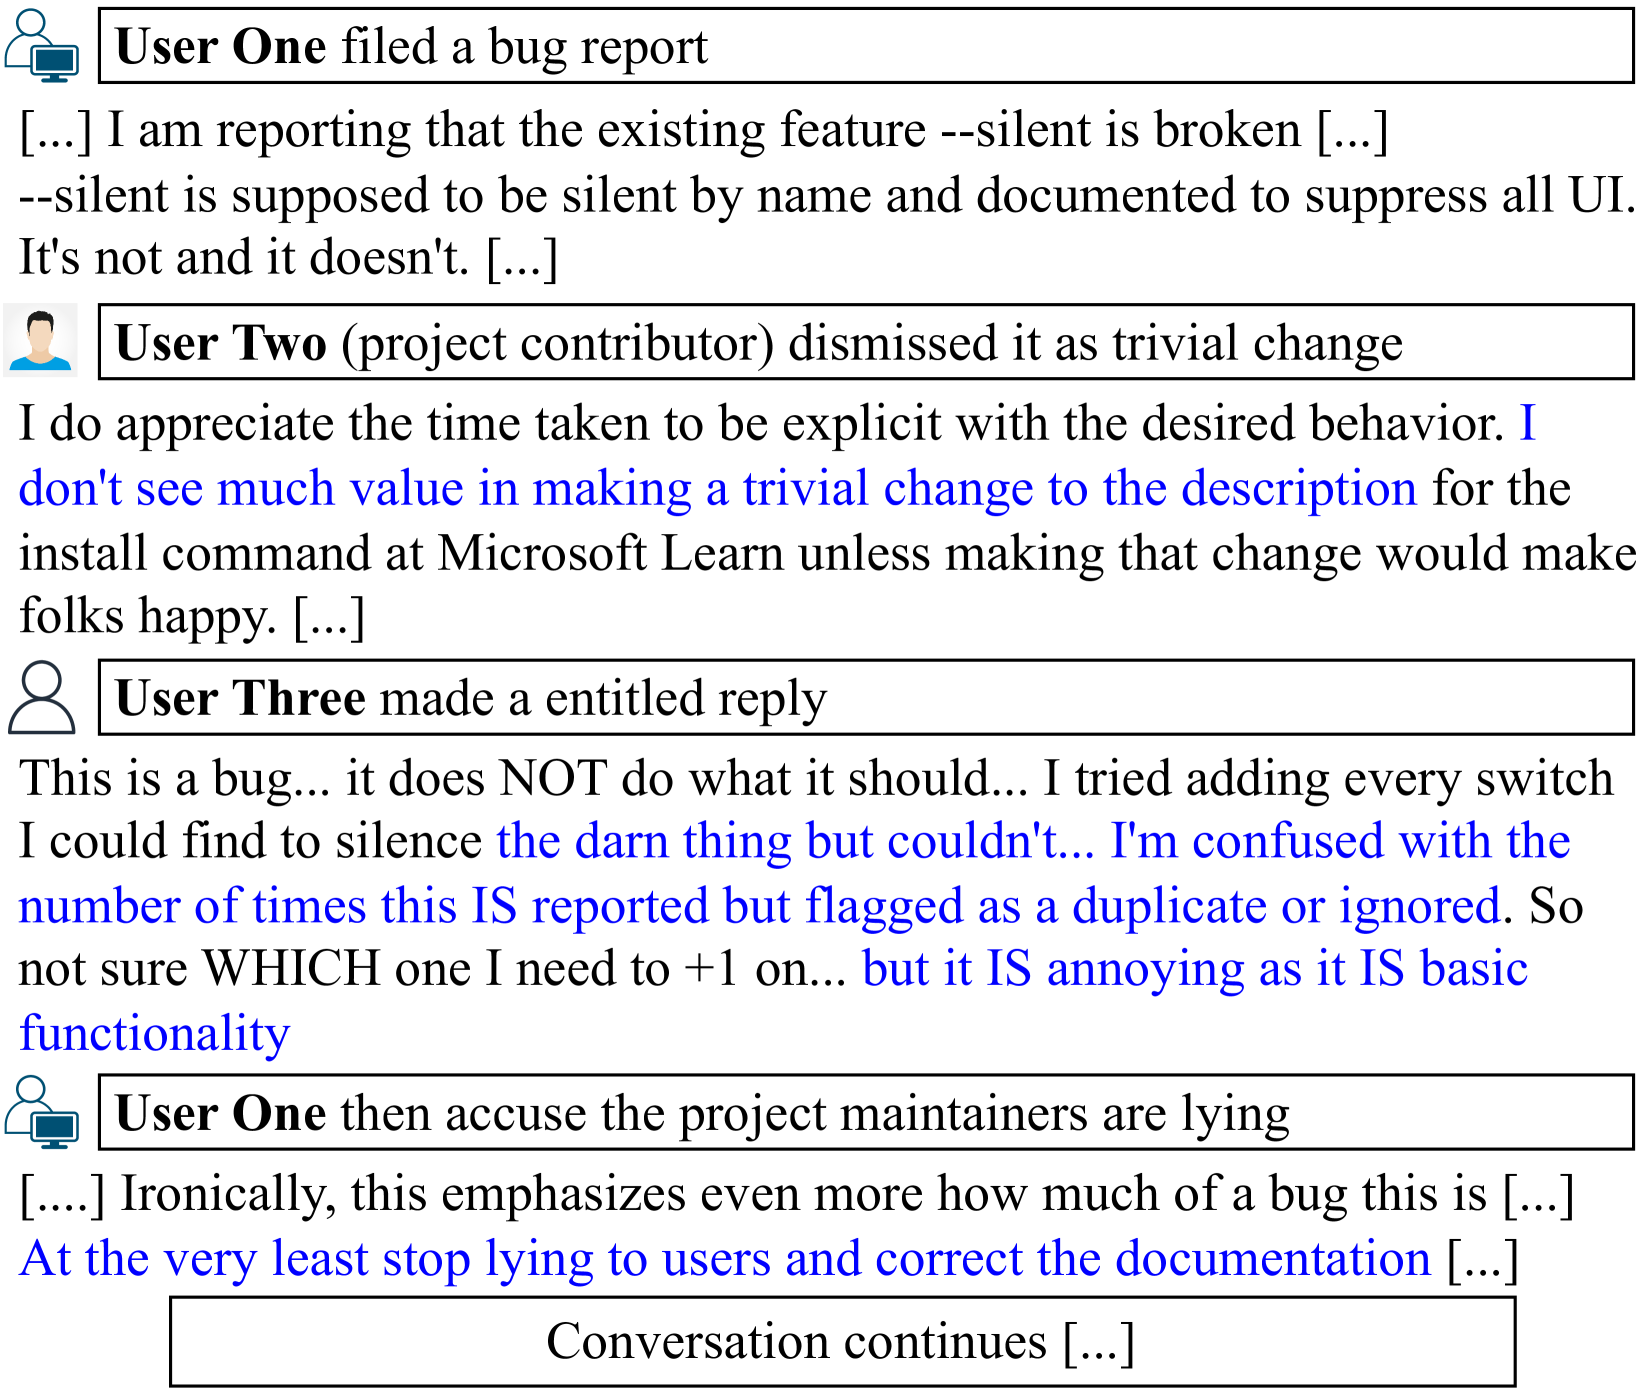 User One filed a bug report
[...] I am reporting that the existing feature --silent is broken [...]
--silent is supposed to be silent by name and documented to suppress all UI.
It's not and it doesn't. [...]
User Two (project contributor) dismissed it as trivial change
I do appreciate the time taken to be explicit with the desired behavior. I
don't see much value in making a trivial change to the description for the
install command at Microsoft Learn unless making that change would make
folks happy. [...]
User Three made a entitled reply
This is a bug... it does NOT do what it should... I tried adding every switch
I could find to silence the darn thing but couldn't... I'm confused with the
number of times this IS reported but flagged as a duplicate or ignored. So
not sure WHICH one I need to +1 on... but it IS annoying as it IS basic
functionality
User One then accuse the project maintainers are lying
[....] Ironically, this emphasizes even more how much of a bug this is [...]
At the very least stop lying to users and correct the documentation [...]
Conversation continues [...]